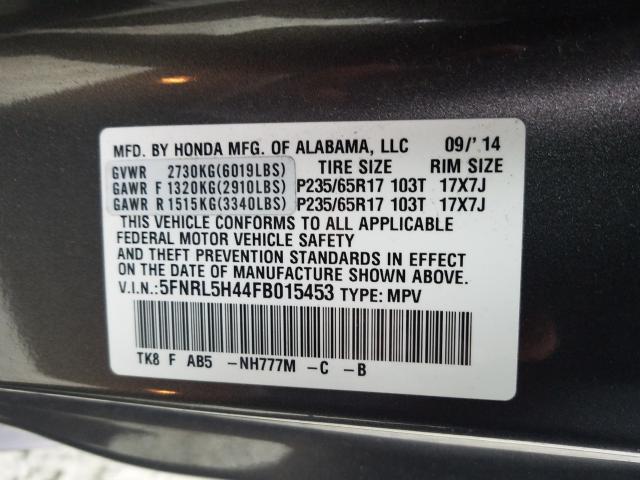 MFD. BY HONDA MFG. OF ALABAMA, LLC 09/'14
GVWR 2730KG(6019LBS) TIRE SIZE RIM SIZE
GAWR F 1320KG(2910LBS) P235/65R17 103T 17X7J
GAWR R 1515KG(3340LBS) P235/65R17 103T 17X7J
THIS VEHICLE CONFORMS TO ALL APPLICABLE
FEDERAL MOTOR VEHICLE SAFETY
AND THEFT PREVENTION STANDARDS IN EFFECT
ON THE DATE OF MANUFACTURE SHOWN ABOVE.
V.I.N.:5FNRL5H44FB015453 TYPE: MPV
TK8 F AB5 -NH777M -C -B